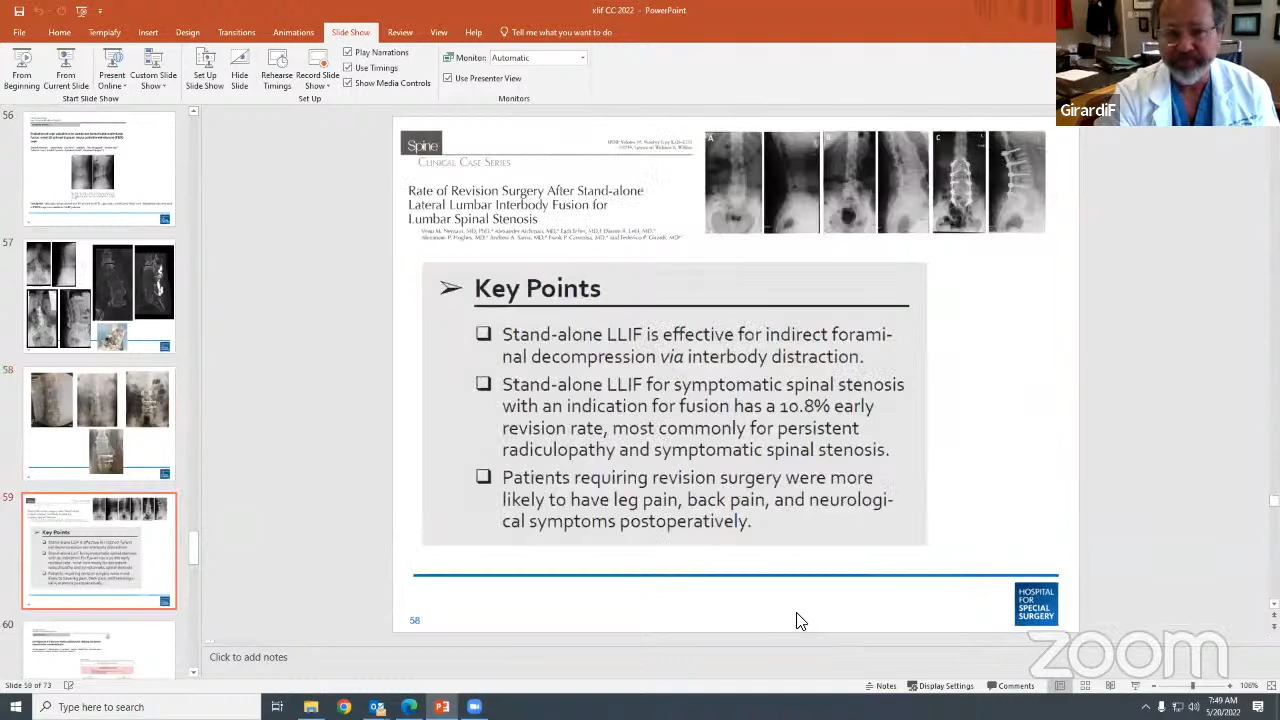 xlif CC 2022 - PowerPoint
File Home Templafy Insert Design Transitions Animations Slide Show Review View Help Tell me what you want to do
From Beginning
From Current Slide
Present Online
Custom Slide Show
Start Slide Show
Set Up Slide Show
Hide Slide
Rehearse Timings
Record Slide Show
Play Narrations
Use Timings
Show Media Controls
Set Up
Monitor: Automatic
Use Presenter View
Monitors
GirardiF
56
57
58
59
60
Key Points
Spine
CLINICAL CASE SERIES
Rate of Revision Surgery After Stand-alone
Lateral Lumbar Interbody Fusion for
Lumbar Spinal Stenosis
A B C
Key Points
Stand-alone LLIF is effective for indirect forami-
nal decompression via interbody distraction.
Stand-alone LLIF for symptomatic spinal stenosis
with an indication for fusion has a 10.8% early
revision rate, most commonly for persistent
radiculopathy and symptomatic spinal stenosis.
Patients requiring revision surgery were more
likely to have leg pain, back pain, and neurologi-
cal symptoms postoperatively.
58
HOSPITAL
FOR
SPECIAL
SURGERY
zoom
Click to add notes
Slide 59 of 73
Notes Display Settings Comments 106%
Type here to search
7:49 AM
5/20/2022